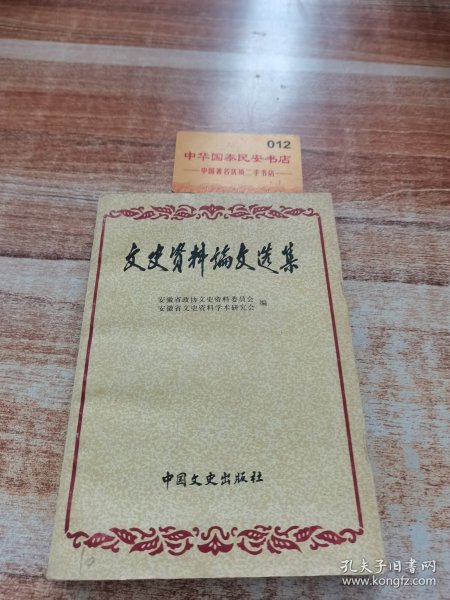 012
中华国泰民安书店
中国著名优质二手书店
文史资料论文选集
安徽省政协文史资料委员会
安徽省文史资料学术研究会
编
中国文史出版社
孔夫子旧书网
www.kongfz.com